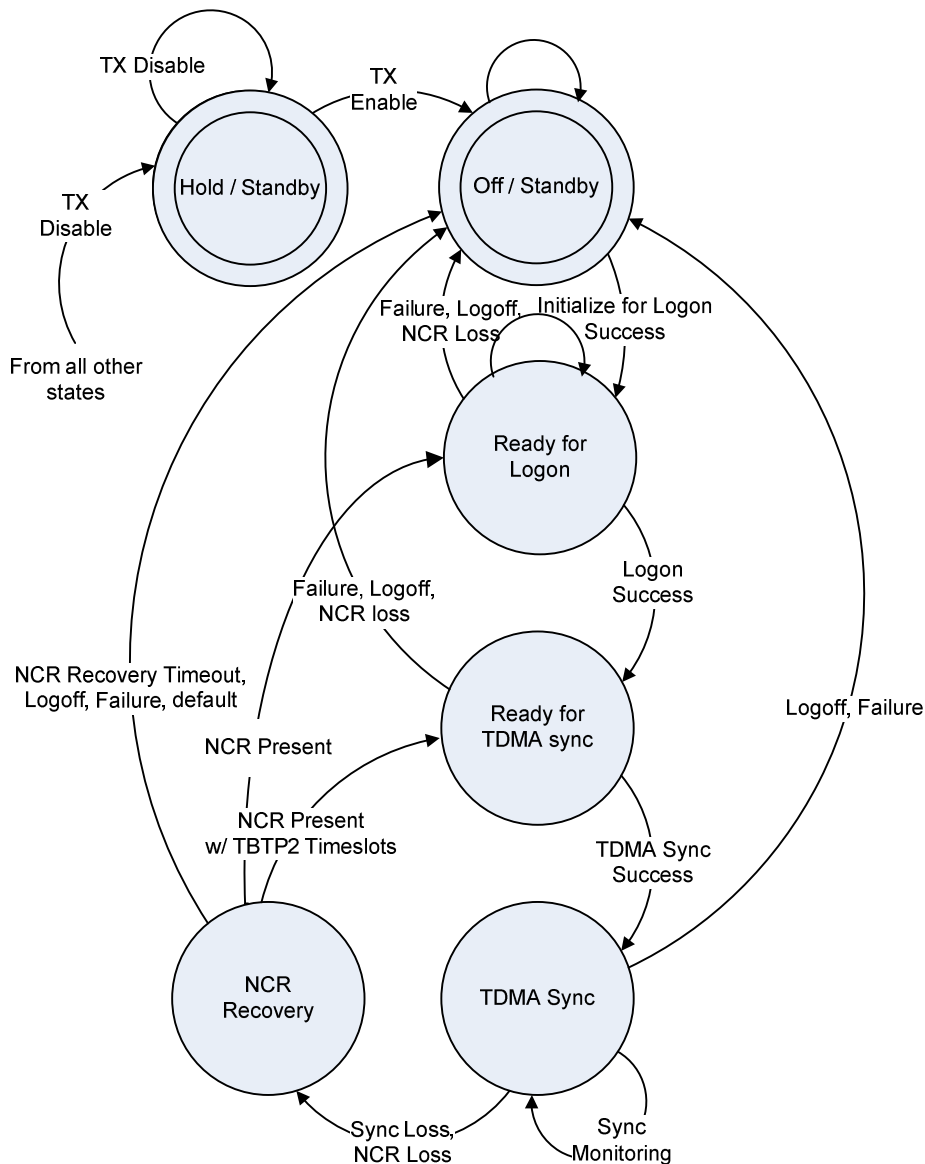 TX Disable
TX
Enable
Hold / Standby
Off / Standby
TX
Disable
From all other
states
Failure, Logoff,
NCR Loss
Initialize for Logon
Success
Ready for
Logon
Logon
Success
Failure, Logoff,
NCR loss
NCR Recovery Timeout,
Logoff, Failure, default
Ready for
TDMA sync
Logoff, Failure
NCR Present
NCR Present
w/ TBTP2 Timeslots
TDMA Sync
Success
NCR
Recovery
TDMA Sync
Sync Loss,
NCR Loss
Sync
Monitoring